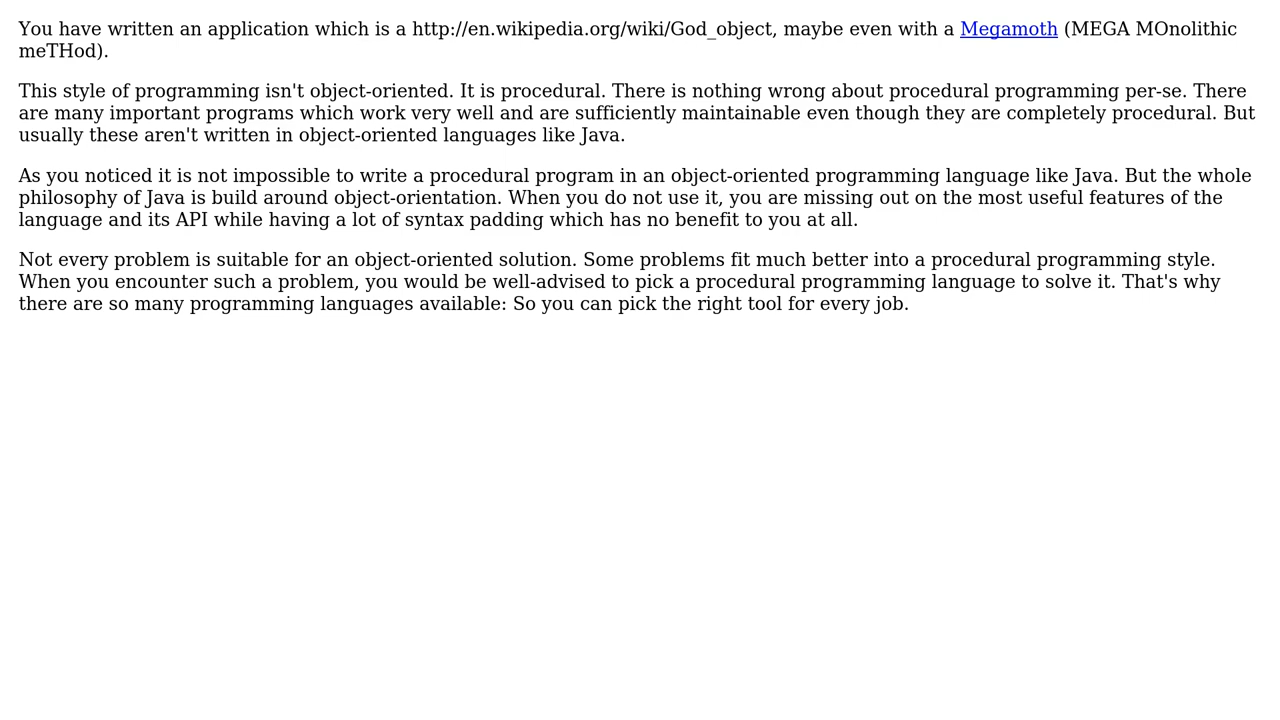 You have written an application which is a http://en.wikipedia.org/wiki/God_object, maybe even with a Megamoth (MEGA MOnolithic
meTHod).
This style of programming isn't object-oriented. It is procedural. There is nothing wrong about procedural programming per-se. There
are many important programs which work very well and are sufficiently maintainable even though they are completely procedural. But
usually these aren't written in object-oriented languages like Java.
As you noticed it is not impossible to write a procedural program in an object-oriented programming language like Java. But the whole
philosophy of Java is build around object-orientation. When you do not use it, you are missing out on the most useful features of the
language and its API while having a lot of syntax padding which has no benefit to you at all.
Not every problem is suitable for an object-oriented solution. Some problems fit much better into a procedural programming style.
When you encounter such a problem, you would be well-advised to pick a procedural programming language to solve it. That's why
there are so many programming languages available: So you can pick the right tool for every job.